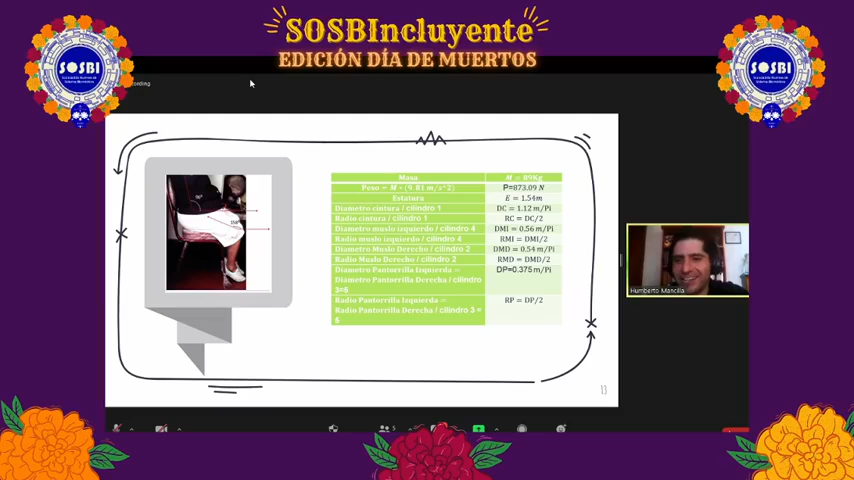 SOSBIncluyente
EDICIÓN DÍA DE MUERTOS
SOSBI
SOSBI
cording
Masa M = 89Kg
Peso = M * (9.81 m/s^2) P=873.09 N
Estatura E = 1.54m
Diametro cintura / cilindro 1 DC = 1.12 m/Pi
Radio cintura / cilindro 1 RC = DC/2
Diametro muslo izquierdo / cilindro 4 DMI = 0.56 m/Pi
Radio muslo izquierdo / cilindro 4 RMI = DMI/2
Diametro Muslo Derecho / cilindro 2 DMD = 0.54 m/Pi
Radio Muslo Derecho / cilindro 2 RMD = DMD/2
Diametro Pantorrilla Izquierda = DP=0.375 m/Pi
Diametro Pantorrilla Derecha / cilindro
3=5
Radio Pantorrilla Izquierda = RP = DP/2
Radio Pantorrilla Derecha / cilindro 3 =
5
13
Humberto Mancilla
5